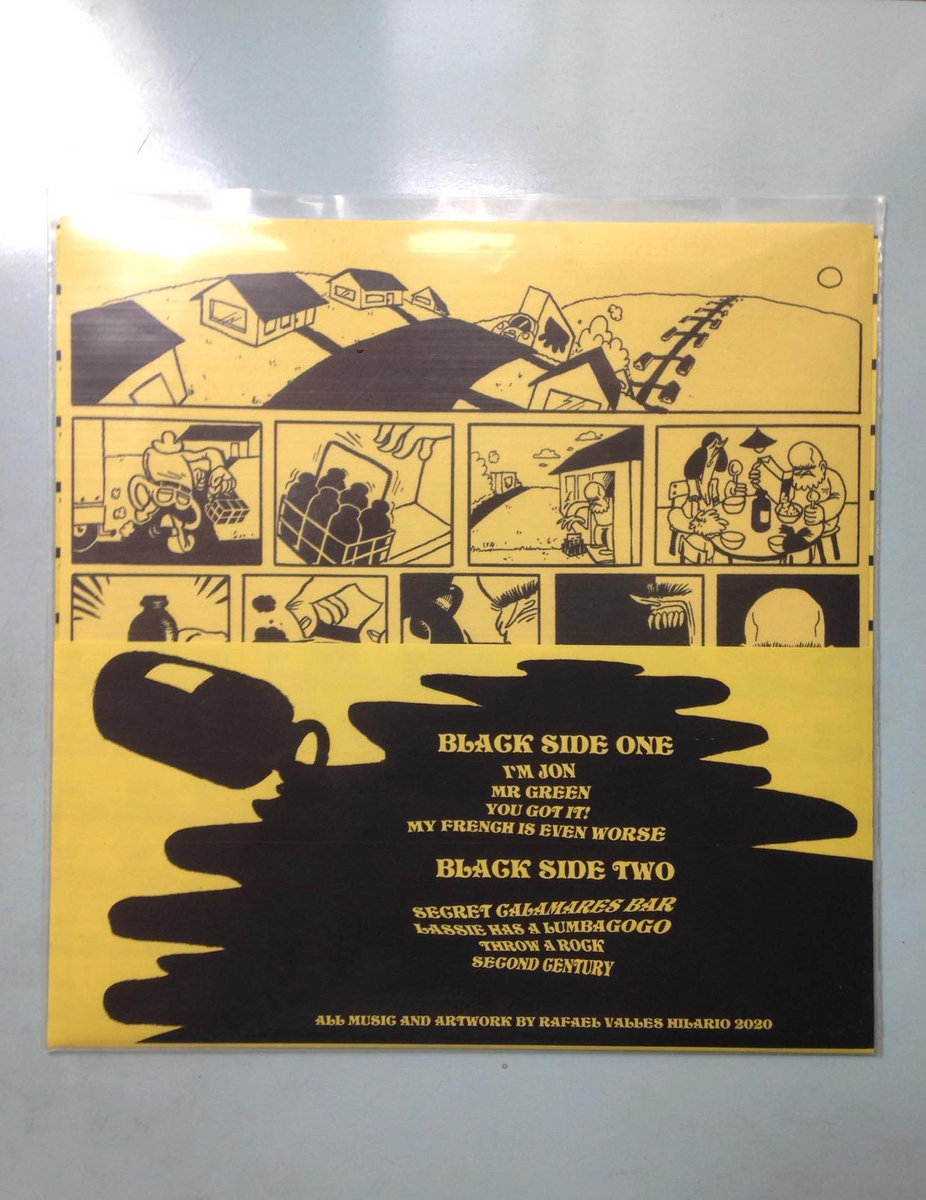 BLACK SIDE ONE
I'M JON
MR GREEN
YOU GOT IT!
MY FRENCH IS EVEN WORSE
BLACK SIDE TWO
SECRET CALAMARES BAR
LASSIE HAS A LUMBAGOGO
THROW A ROCK
SECOND CENTURY
ALL MUSIC AND ARTWORK BY RAFAEL VALLES HILARIO 2020